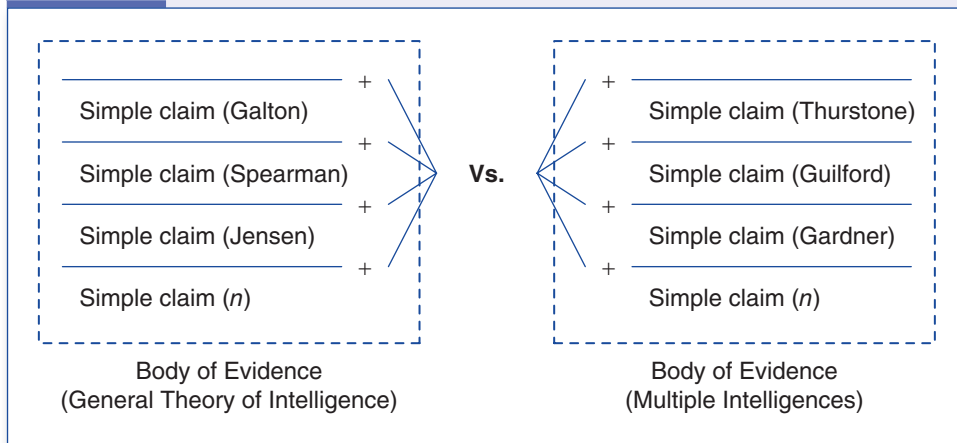 +
Simple claim (Galton)
+
Simple claim (Spearman)
+
Simple claim (Jensen)
+
Simple claim (n)
Body of Evidence
(General Theory of Intelligence)
Vs.
+
Simple claim (Thurstone)
+
Simple claim (Guilford)
+
Simple claim (Gardner)
+
Simple claim (n)
Body of Evidence
(Multiple Intelligences)